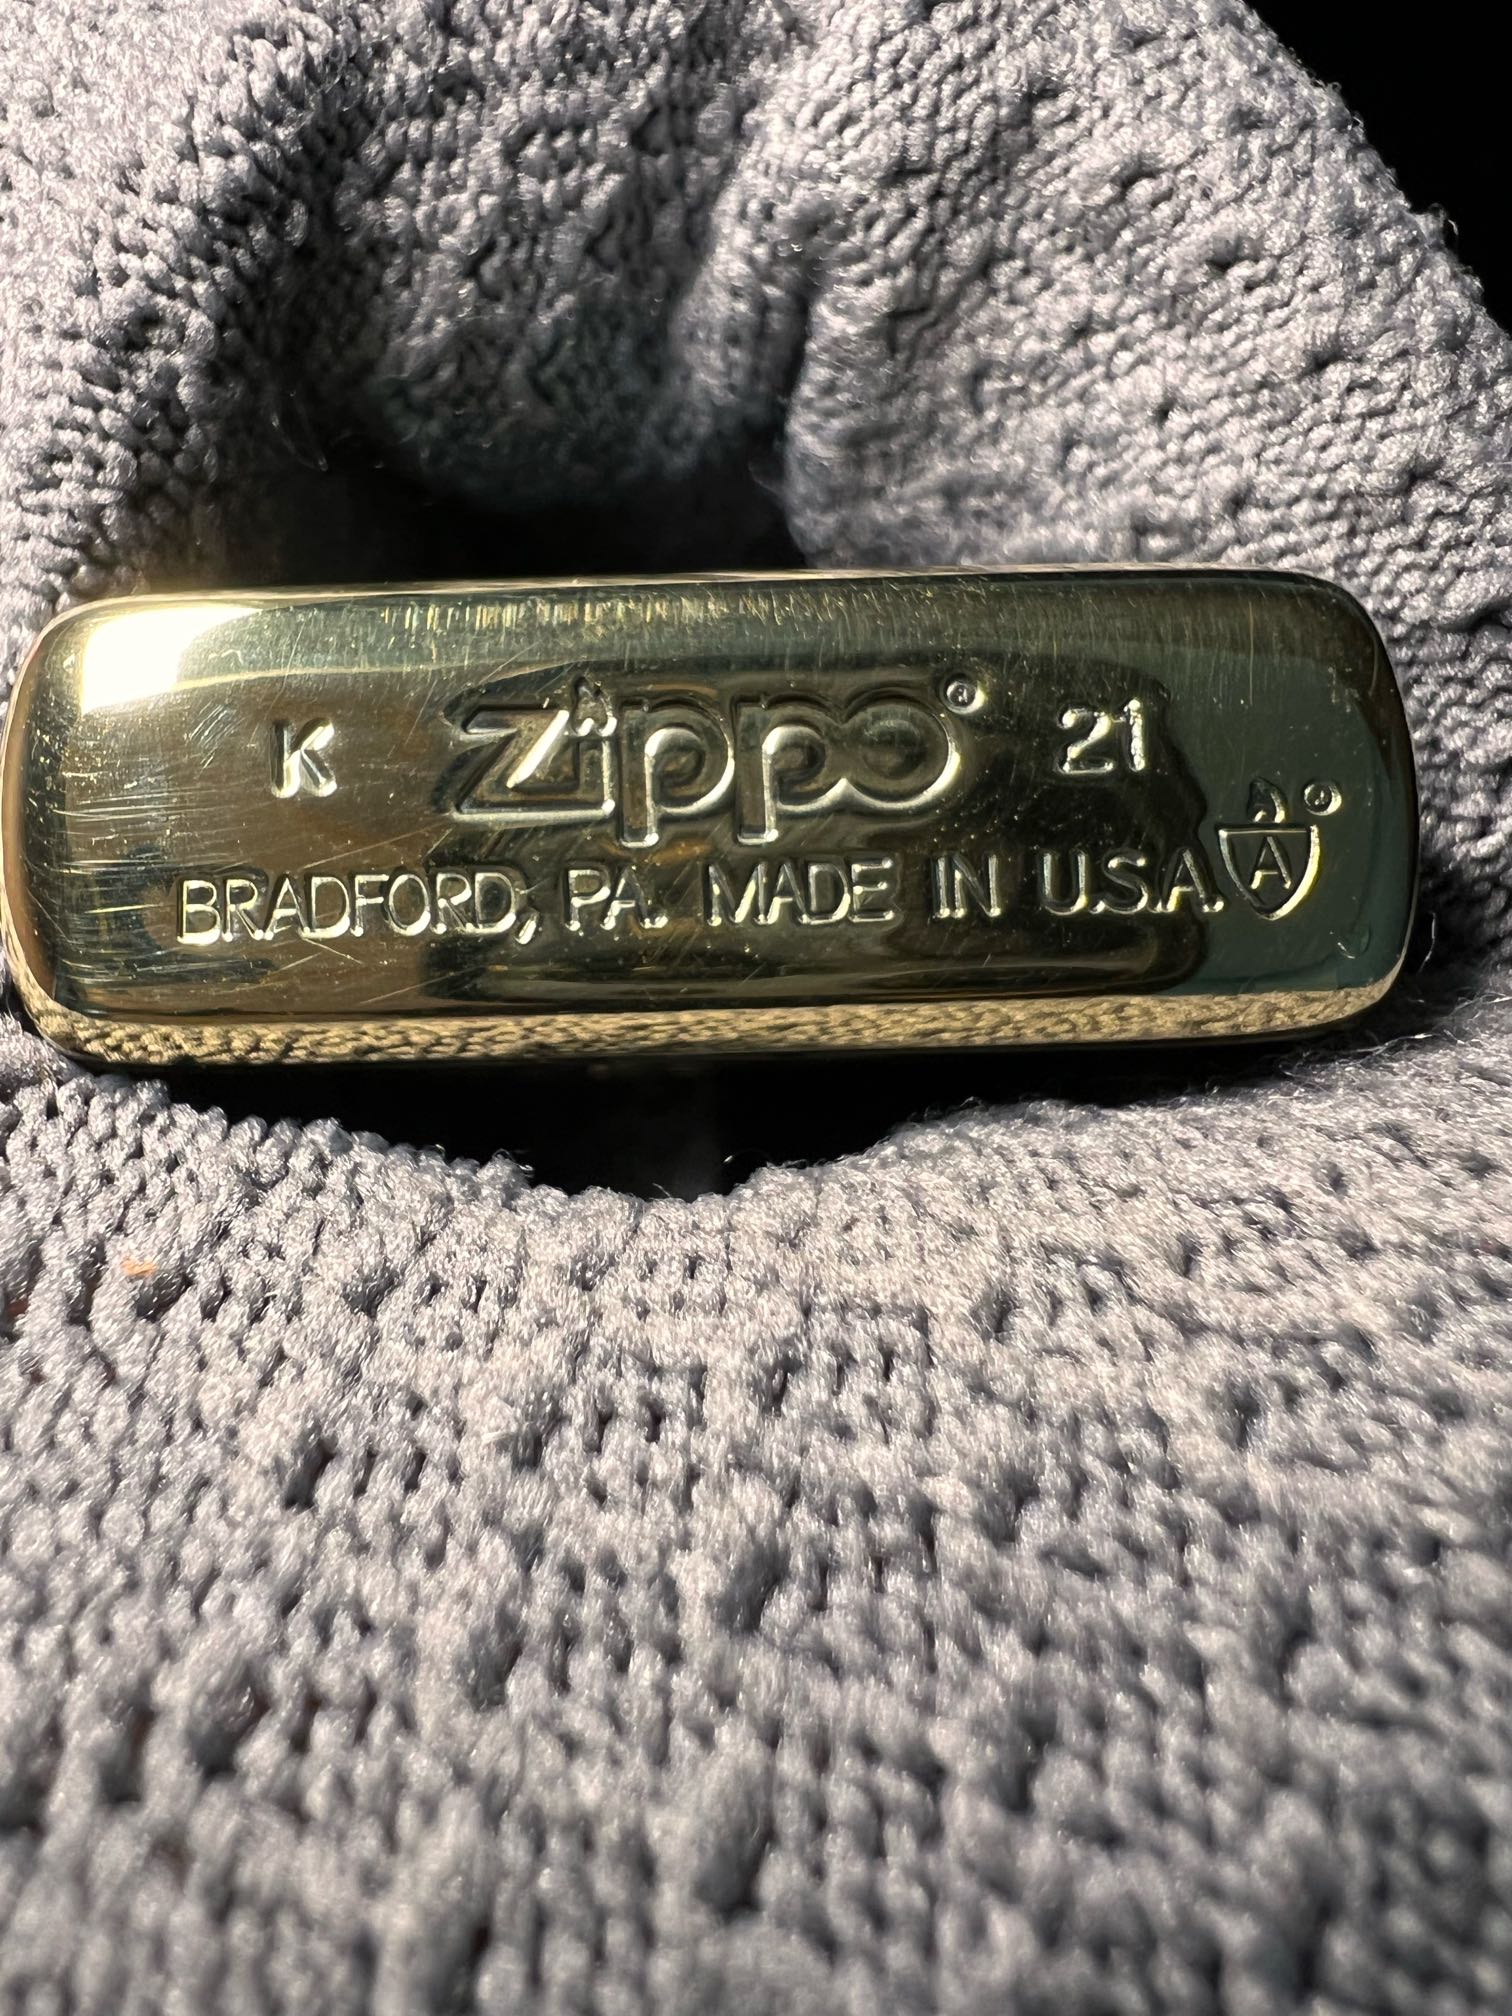 K Zippo® 21
BRADFORD, PA. MADE IN U.S.A. A®